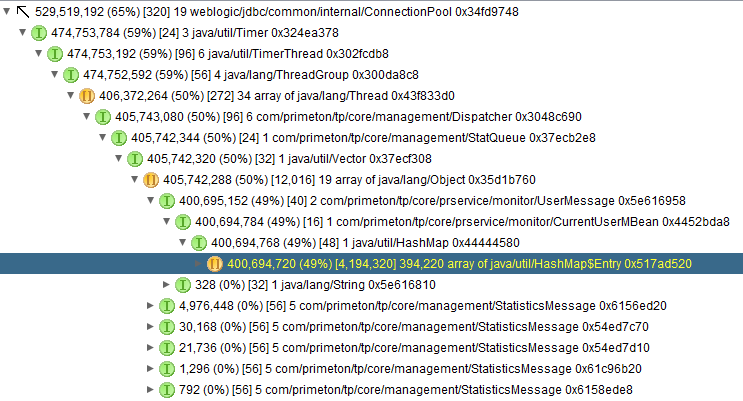 529,519,192 (65%) [320] 19 weblogic/jdbc/common/internal/ConnectionPool 0x34fd9748
474,753,784 (59%) [24] 3 java/util/Timer 0x324ea378
474,753,192 (59%) [96] 6 java/util/TimerThread 0x302fcdb8
474,752,592 (59%) [56] 4 java/lang/ThreadGroup 0x300da8c8
406,372,264 (50%) [272] 34 array of java/lang/Thread 0x43f833d0
405,743,080 (50%) [96] 6 com/primeton/tp/core/management/Dispatcher 0x3048c690
405,742,344 (50%) [24] 1 com/primeton/tp/core/management/StatQueue 0x37ecb2e8
405,742,320 (50%) [32] 1 java/util/Vector 0x37ecf308
405,742,288 (50%) [12,016] 19 array of java/lang/Object 0x35d1b760
400,695,152 (49%) [40] 2 com/primeton/tp/core/prservice/monitor/UserMessage 0x5e616958
400,694,784 (49%) [16] 1 com/primeton/tp/core/prservice/monitor/CurrentUserMBean 0x4452bda8
400,694,768 (49%) [48] 1 java/util/HashMap 0x44444580
400,694,720 (49%) [4,194,320] 394,220 array of java/util/HashMap$Entry 0x517ad520
328 (0%) [32] 1 java/lang/String 0x5e616810
4,976,448 (0%) [56] 5 com/primeton/tp/core/management/StatisticsMessage 0x6156ed20
30,168 (0%) [56] 5 com/primeton/tp/core/management/StatisticsMessage 0x54ed7c70
21,736 (0%) [56] 5 com/primeton/tp/core/management/StatisticsMessage 0x54ed7d10
1,296 (0%) [56] 5 com/primeton/tp/core/management/StatisticsMessage 0x61c96b20
792 (0%) [56] 5 com/primeton/tp/core/management/StatisticsMessage 0x6158ede8